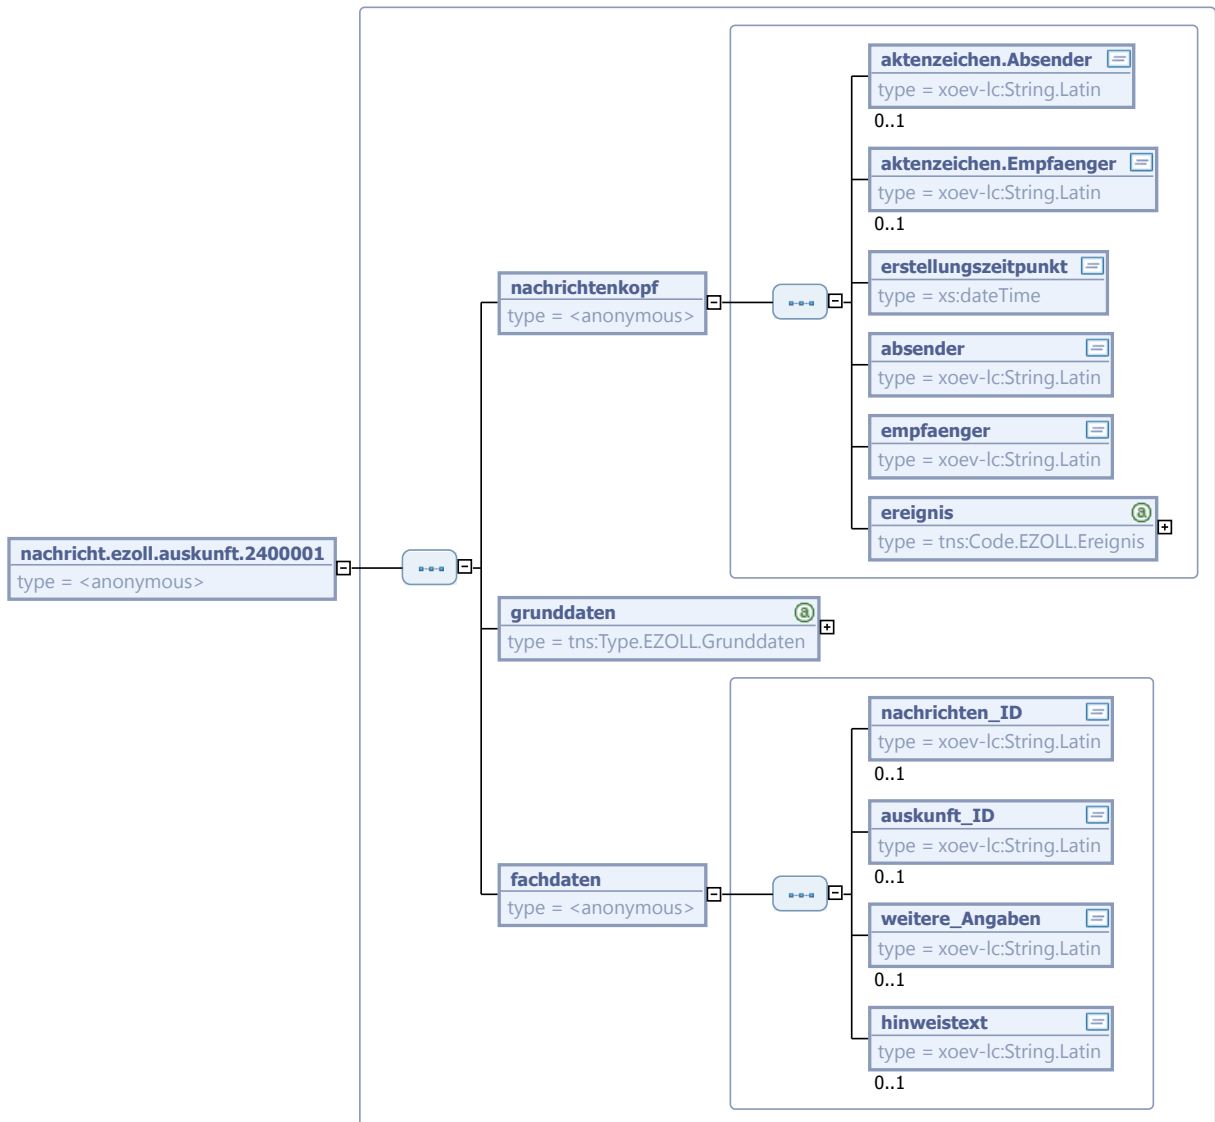 aktenzeichen.Absender
type = xoev-lc:String.Latin
0..1
aktenzeichen.Empfaenger
type = xoev-lc:String.Latin
0..1
erstellungszeitpunkt
type = xs:dateTime
nachrichtenkopf
type = <anonymous>
absender
type = xoev-lc:String.Latin
empfaenger
type = xoev-lc:String.Latin
ereignis
type = tns:Code.EZOLL.Ereignis
nachricht.ezoll.auskunft.2400001
type = <anonymous>
grunddaten
type = tns:Type.EZOLL.Grunddaten
nachrichten_ID
type = xoev-lc:String.Latin
0..1
auskunft_ID
type = xoev-lc:String.Latin
0..1
fachdaten
type = <anonymous>
weitere_Angaben
type = xoev-lc:String.Latin
0..1
hinweistext
type = xoev-lc:String.Latin
0..1